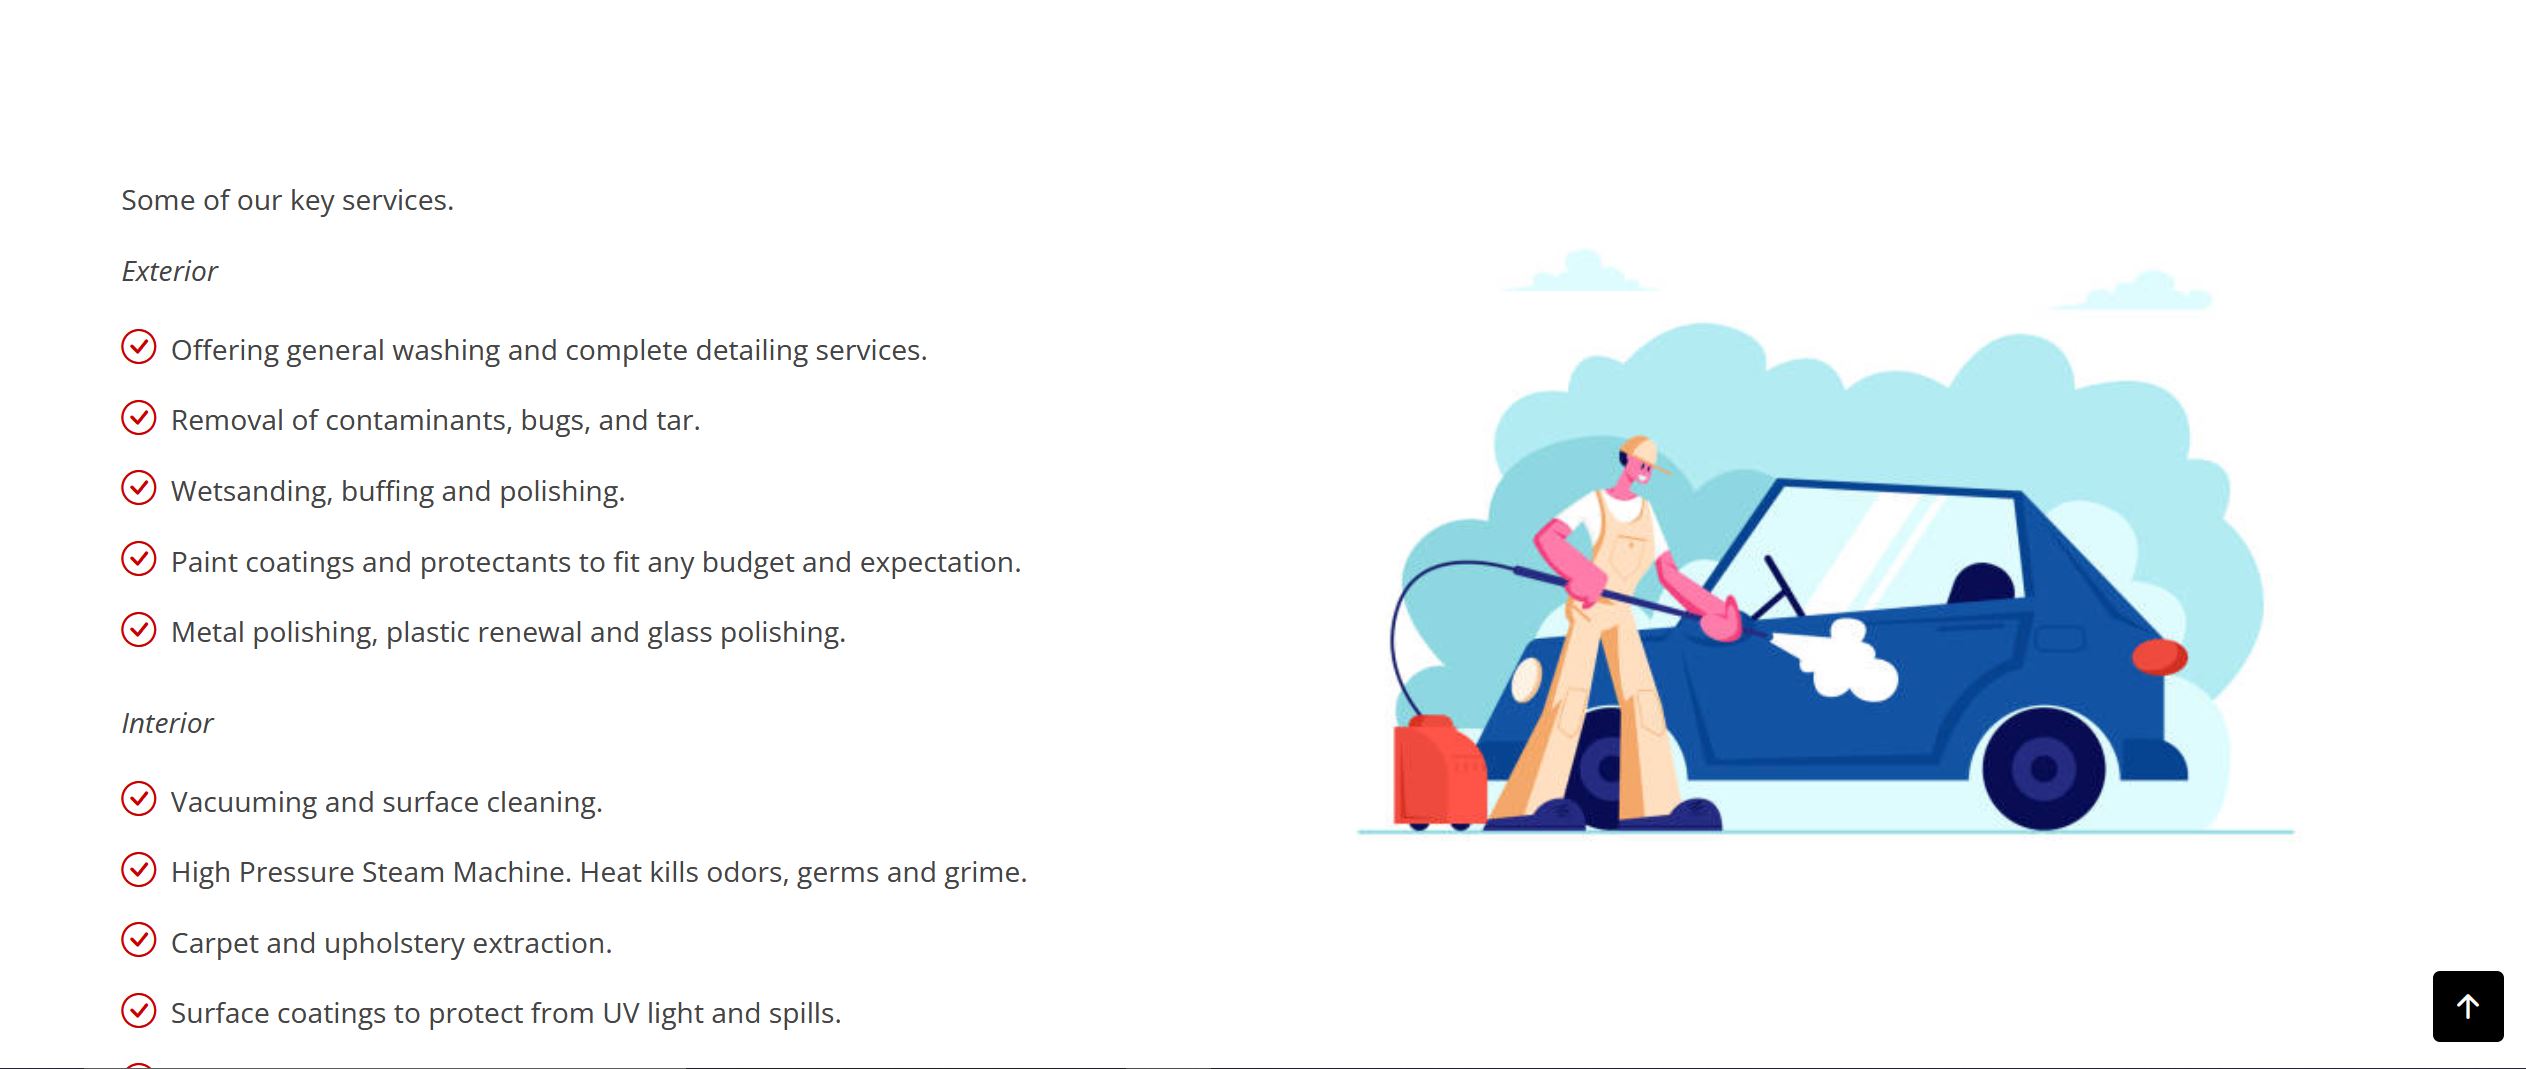 Some of our key services.
Exterior
Offering general washing and complete detailing services.
Removal of contaminants, bugs, and tar.
Wetsanding, buffing and polishing.
Paint coatings and protectants to fit any budget and expectation.
Metal polishing, plastic renewal and glass polishing.
Interior
Vacuuming and surface cleaning.
High Pressure Steam Machine. Heat kills odors, germs and grime.
Carpet and upholstery extraction.
Surface coatings to protect from UV light and spills.